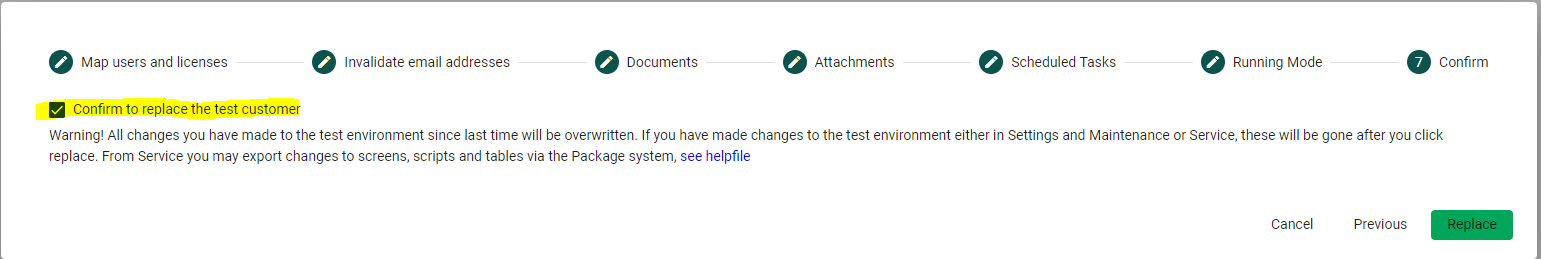 Map users and licenses Invalidate email addresses Documents Attachments Scheduled Tasks Running Mode 7 Confirm
Confirm to replace the test customer
Warning! All changes you have made to the test environment since last time will be overwritten. If you have made changes to the test environment either in Settings and Maintenance or Service, these will be gone after you click
replace. From Service you may export changes to screens, scripts and tables via the Package system, see helpfile
Cancel Previous Replace